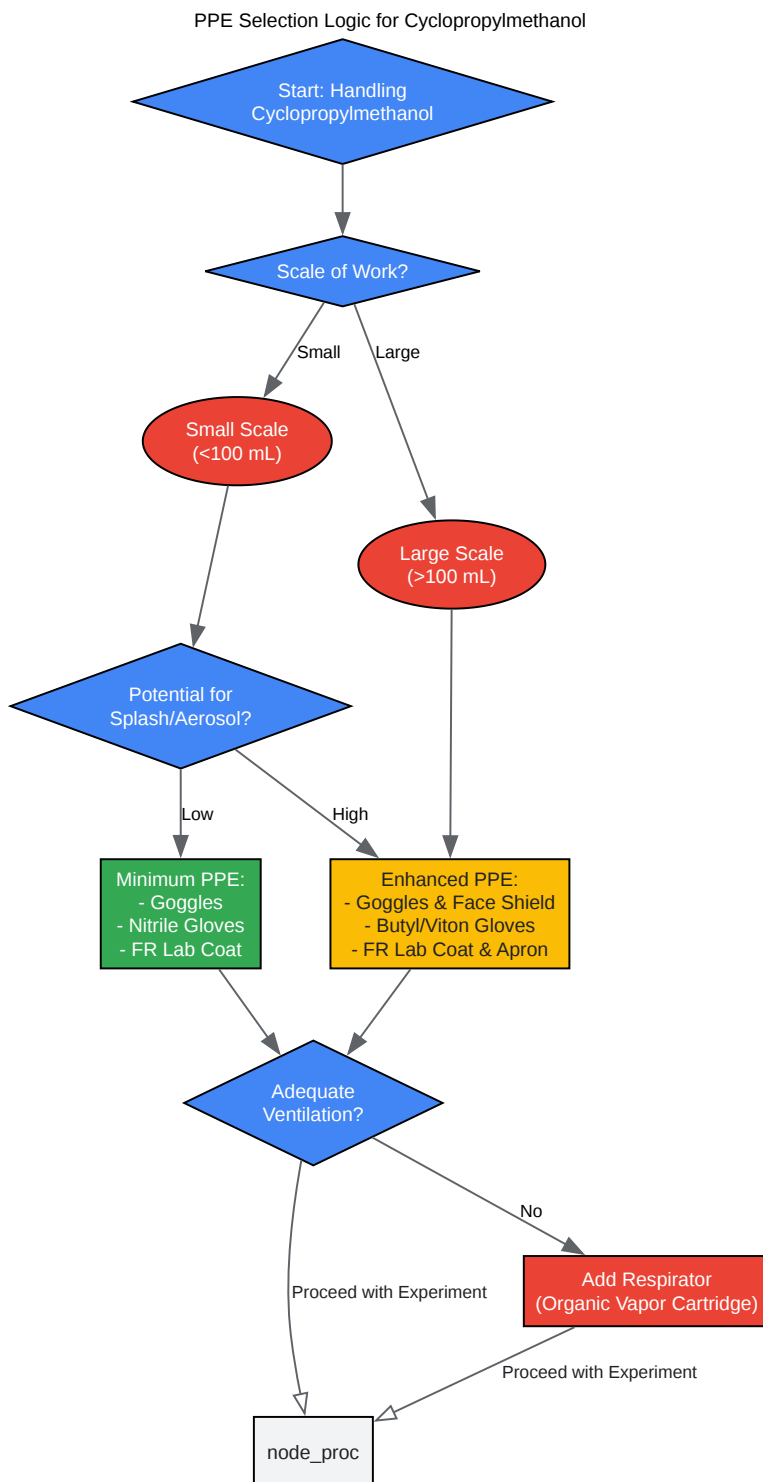 PPE Selection Logic for Cyclopropylmethanol
Start: Handling
Cyclopropylmethanol
Scale of Work?
Small
Large
Small Scale
(<100 mL)
Large Scale
(>100 mL)
Potential for
Splash/Aerosol?
Low
High
Minimum PPE:
- Goggles
- Nitrile Gloves
- FR Lab Coat
Enhanced PPE:
- Goggles & Face Shield
- Butyl/Viton Gloves
- FR Lab Coat & Apron
Adequate
Ventilation?
No
Add Respirator
(Organic Vapor Cartridge)
Proceed with Experiment
Proceed with Experiment
node_proc